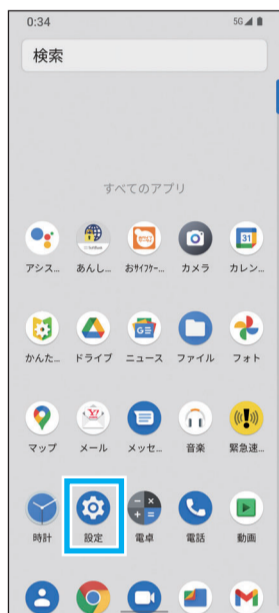 0:34 5G
検索
すべてのアプリ
アシス… あんし… おサイフケー… カメラ カレン…
かんた… ドライブ ニュース ファイル フォト
マップ メール メッセ… 音楽 緊急速…
時計 設定 電卓 電話 動画